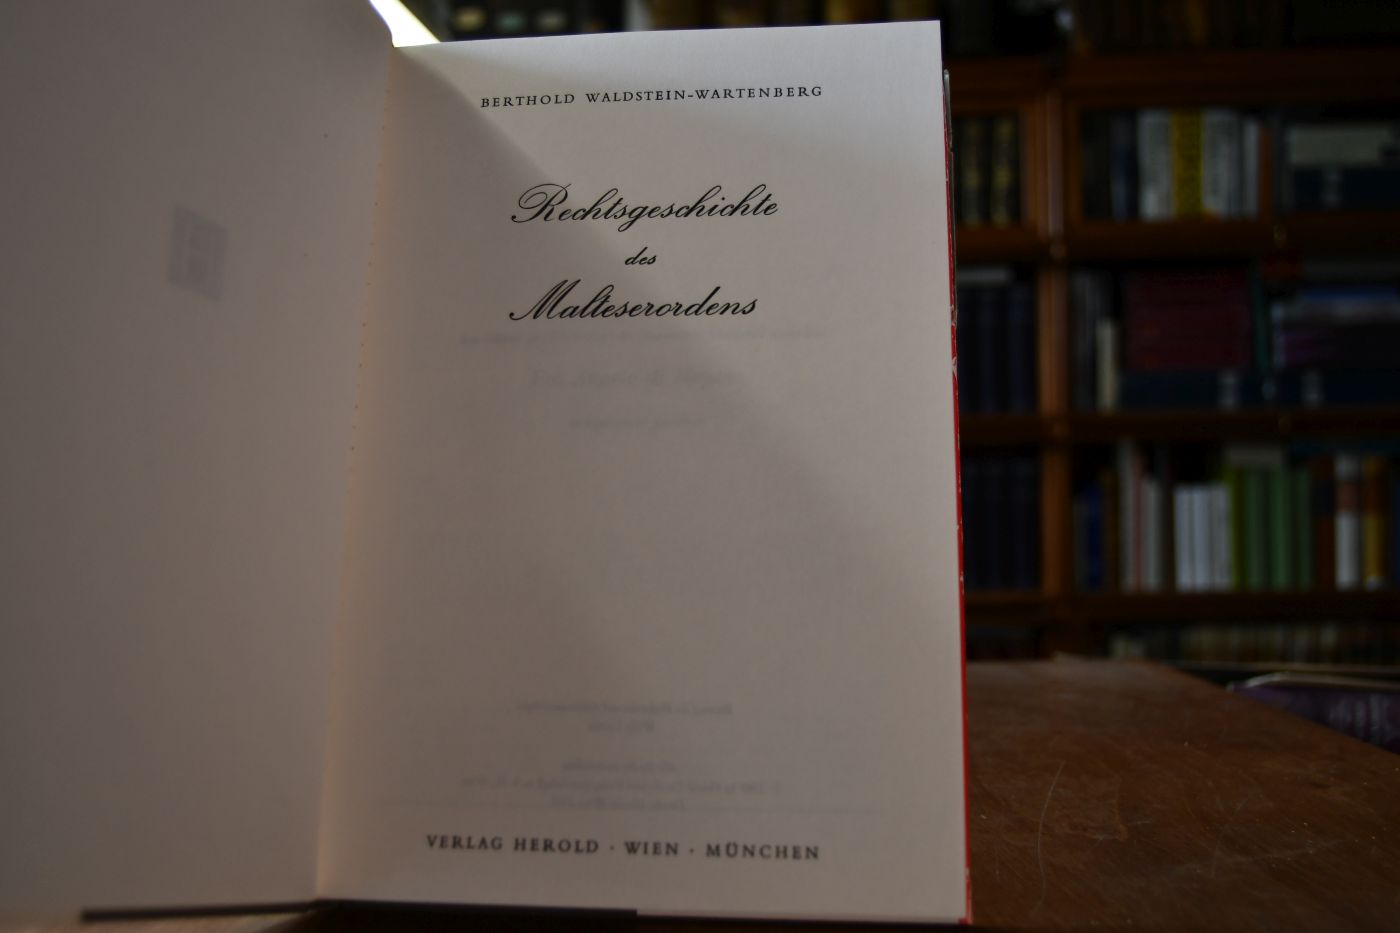 BERTHOLD WALDSTEIN-WARTENBERG
Rechtsgeschichte
des
Malteserordens
VERLAG HEROLD · WIEN · MÜNCHEN